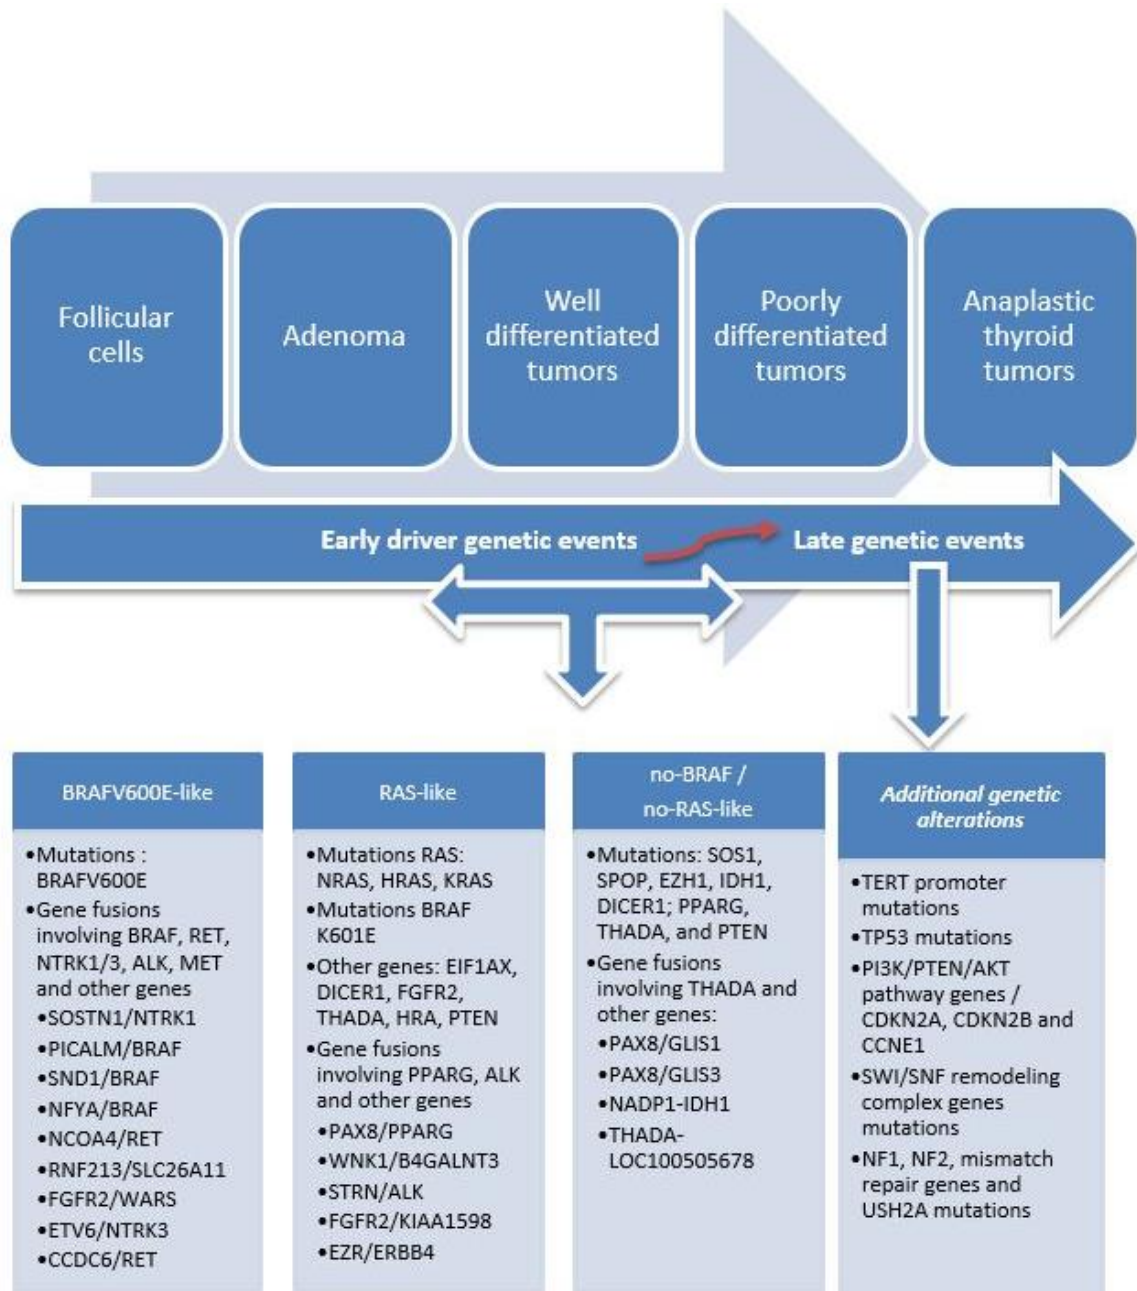 Follicular
cells
Adenoma
Well
differentiated
tumors
Poorly
differentiated
tumors
Anaplastic
thyroid
tumors
Early driver genetic events
Late genetic events
BRAFV600E-like
•Mutations :
BRAFV600E
•Gene fusions
involving BRAF, RET,
NTRK1/3, ALK, MET
and other genes
•SOSTN1/NTRK1
•PICALM/BRAF
•SND1/BRAF
•NFYA/BRAF
•NCOA4/RET
•RNF213/SLC26A11
•FGFR2/WARS
•ETV6/NTRK3
•CCDC6/RET
RAS-like
•Mutations RAS:
NRAS, HRAS, KRAS
•Mutations BRAF
K601E
•Other genes: EIF1AX,
DICER1, FGFR2,
THADA, HRA, PTEN
•Gene fusions
involving PPARG, ALK
and other genes
•PAX8/PPARG
•WNK1/B4GALNT3
•STRN/ALK
•FGFR2/KIAA1598
•EZR/ERBB4
no-BRAF /
no-RAS-like
•Mutations: SOS1,
SPOP, EZH1, IDH1,
DICER1; PPARG,
THADA, and PTEN
•Gene fusions
involving THADA and
other genes:
•PAX8/GLIS1
•PAX8/GLIS3
•NADP1-IDH1
•THADA-
LOC100505678
Additional genetic
alterations
•TERT promoter
mutations
•TP53 mutations
•PI3K/PTEN/AKT
pathway genes /
CDKN2A, CDKN2B and
CCNE1
•SWI/SNF remodeling
complex genes
mutations
•NF1, NF2, mismatch
repair genes and
USH2A mutations